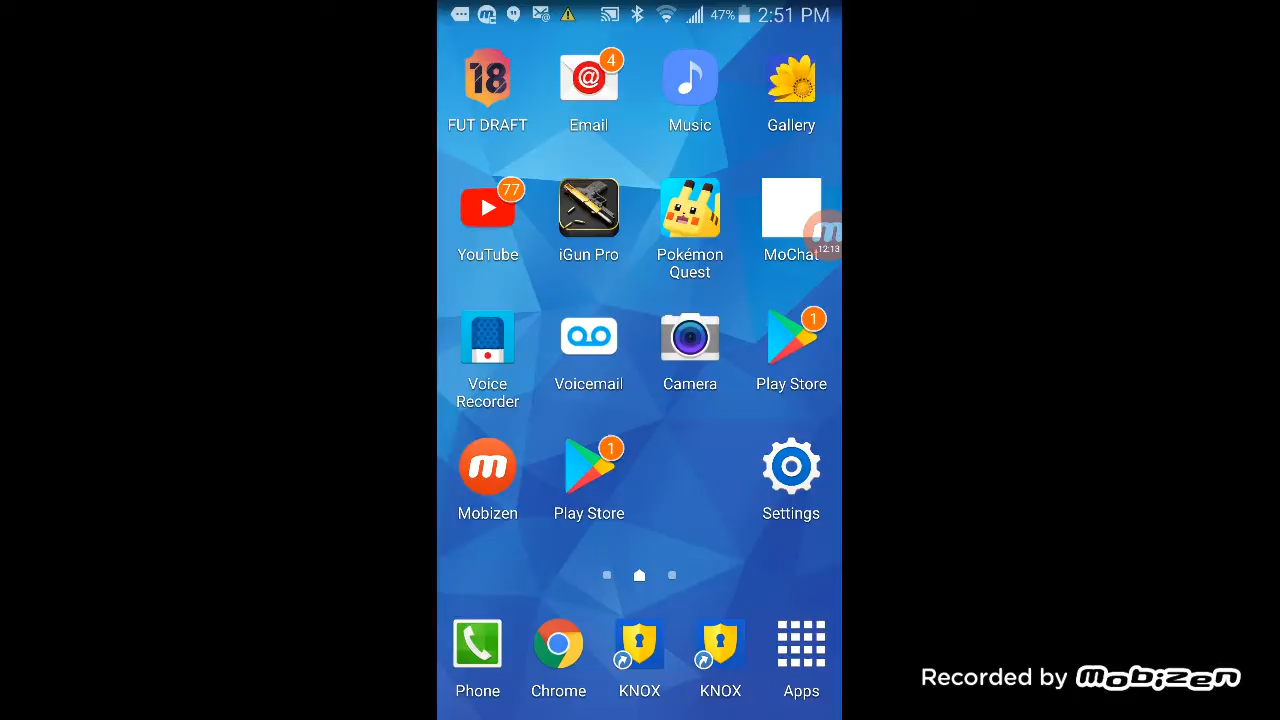 47% 2:51 PM
18 4
FUT DRAFT Email Music Gallery
77
YouTube iGun Pro Pokémon Quest MoChat
12:13
1
Voice Recorder Voicemail Camera Play Store
1
Mobizen Play Store Settings
Phone Chrome KNOX KNOX Apps
Recorded by mobizen